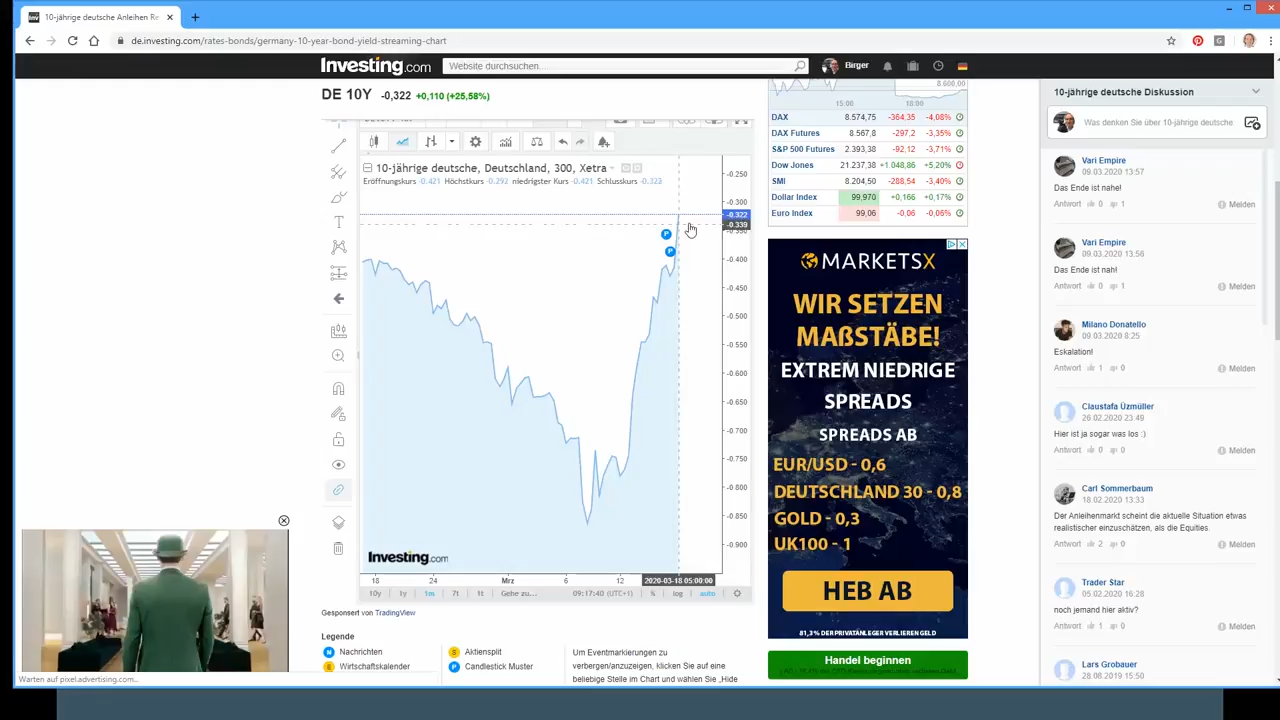 10-jährige deutsche Anleihen Re
de.investing.com/rates-bonds/germany-10-year-bond-yield-streaming-chart
Investing.com
Website durchsuchen...
Birger
DE 10Y -0,322 +0,110 (+25,58%)
8.600,00
15:00 18:00
DAX 8.574,75 -364,35 -4,08%
DAX Futures 8.567,8 -297,2 -3,35%
S&P 500 Futures 2.393,38 -92,12 -3,71%
Dow Jones 21.237,38 +1.048,86 +5,20%
SMI 8.204,50 -288,54 -3,40%
Dollar Index 99,970 +0,166 +0,17%
Euro Index 99,06 -0,06 -0,06%
10-jährige deutsche, Deutschland, 300, Xetra
Eröffnungskurs -0.421 Höchstkurs -0.292 niedrigster Kurs -0.421 Schlusskurs -0.322
-0.250
-0.300
-0.322
-0.339
-0.350
-0.400
-0.450
-0.500
-0.550
-0.600
-0.650
-0.700
-0.750
-0.800
-0.850
-0.900
P
P
Investing.com
18 24 Mrz 6 12 2020-03-18 05:00:00
10y 1y 1m 7t 1t Gehe zu... 09:17:40 (UTC+1) % log auto
Gesponsert von TradingView
Legende
N Nachrichten
S Aktiensplit
E Wirtschaftskalender
P Candlestick Muster
Um Eventmarkierungen zu
verbergen/anzuzeigen, klicken Sie auf eine
beliebige Stelle im Chart und wählen Sie „Hide
MARKETSX
WIR SETZEN
MAßSTÄBE!
EXTREM NIEDRIGE
SPREADS
SPREADS AB
EUR/USD - 0,6
DEUTSCHLAND 30 - 0,8
GOLD - 0,3
UK100 - 1
HEB AB
81,3% DER PRIVATANLEGER VERLIEREN GELD
Handel beginnen
10-jährige deutsche Diskussion
Was denken Sie über 10-jährige deutsche
Vari Empire
09.03.2020 13:57
Das Ende ist nahe!
Antwort 0 1 Melden
Vari Empire
09.03.2020 13:56
Das Ende ist nah!
Antwort 0 1 Melden
Milano Donatello
09.03.2020 8:25
Eskalation!
Antwort 1 0 Melden
Claustafa Üzmüller
26.02.2020 23:49
Hier ist ja sogar was los :)
Antwort 0 0 Melden
Carl Sommerbaum
18.02.2020 13:33
Der Anleihenmarkt scheint die aktuelle Situation etwas
realistischer einzuschätzen, als die Equities.
Antwort 2 0 Melden
Trader Star
05.02.2020 16:28
noch jemand hier aktiv?
Antwort 1 0 Melden
Lars Grobauer
28.08.2019 15:50
Warten auf pixel.advertising.com...